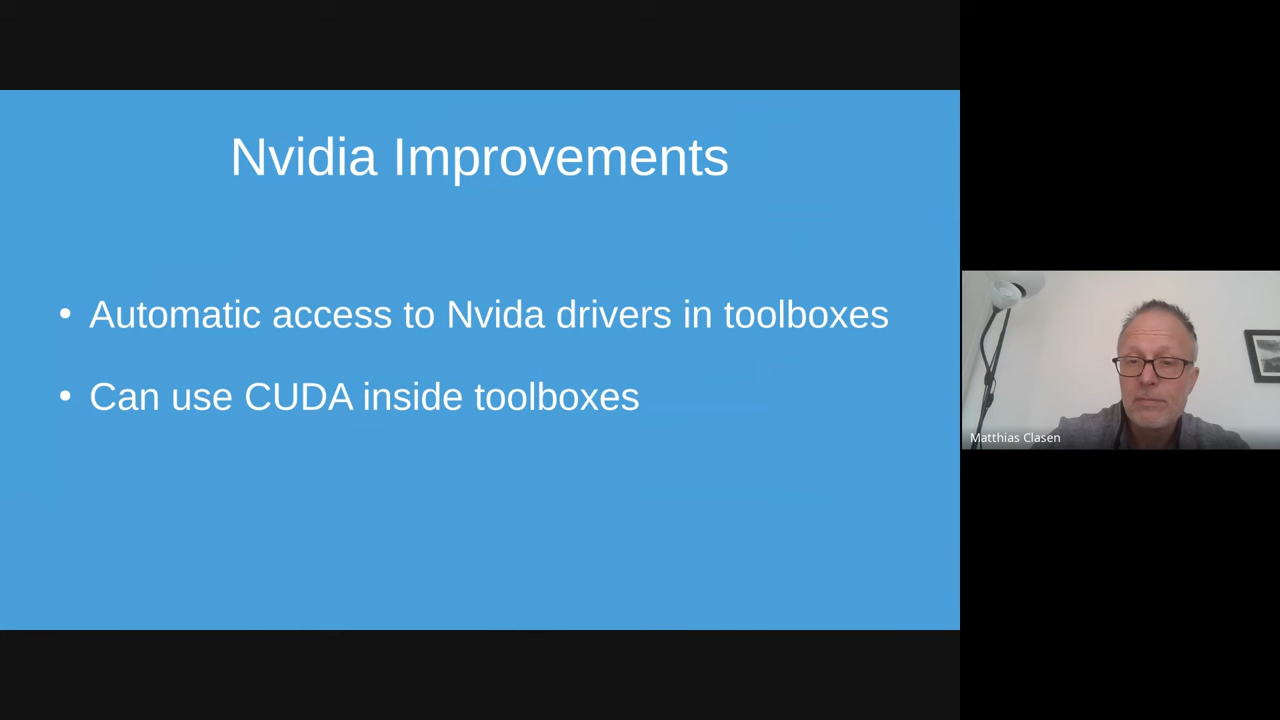 Nvidia Improvements
• Automatic access to Nvida drivers in toolboxes
• Can use CUDA inside toolboxes
Matthias Clasen